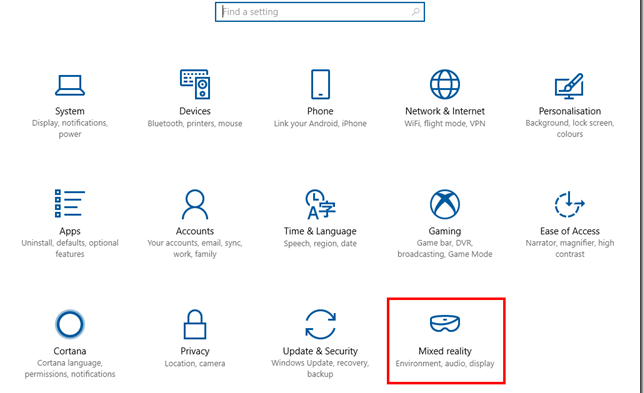 Find a setting
System
Display, notifications,
power
Devices
Bluetooth, printers, mouse
Phone
Link your Android, iPhone
Network & Internet
WiFi, flight mode, VPN
Personalisation
Background, lock screen,
colours
Apps
Uninstall, defaults, optional
features
Accounts
Your accounts, email, sync,
work, family
Time & Language
Speech, region, date
Gaming
Game bar, DVR,
broadcasting, Game Mode
Ease of Access
Narrator, magnifier, high
contrast
Cortana
Cortana language,
permissions, notifications
Privacy
Location, camera
Update & Security
Windows Update, recovery,
backup
Mixed reality
Environment, audio, display